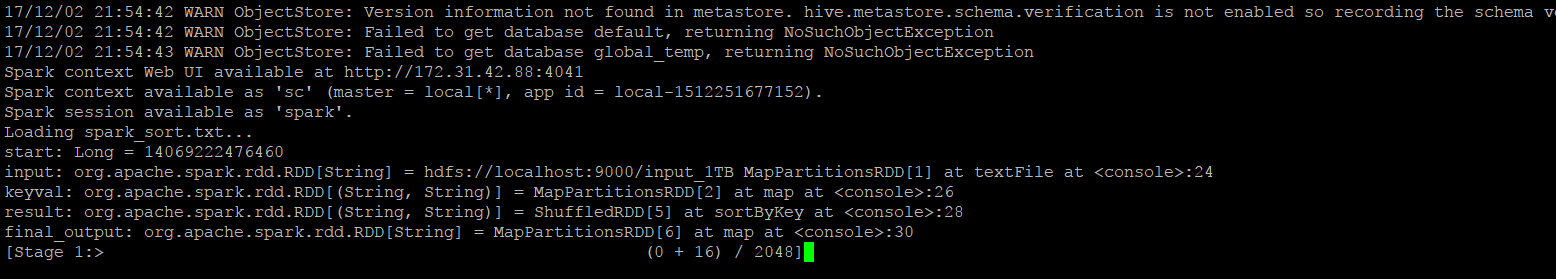 17/12/02 21:54:42 WARN ObjectStore: Version information not found in metastore. hive.metastore.schema.verification is not enabled so recording the schema ve
17/12/02 21:54:42 WARN ObjectStore: Failed to get database default, returning NoSuchObjectException
17/12/02 21:54:43 WARN ObjectStore: Failed to get database global_temp, returning NoSuchObjectException
Spark context Web UI available at http://172.31.42.88:4041
Spark context available as 'sc' (master = local[*], app id = local-1512251677152).
Spark session available as 'spark'.
Loading spark_sort.txt...
start: Long = 14069222476460
input: org.apache.spark.rdd.RDD[String] = hdfs://localhost:9000/input_1TB MapPartitionsRDD[1] at textFile at <console>:24
keyval: org.apache.spark.rdd.RDD[(String, String)] = MapPartitionsRDD[2] at map at <console>:26
result: org.apache.spark.rdd.RDD[(String, String)] = ShuffledRDD[5] at sortByKey at <console>:28
final_output: org.apache.spark.rdd.RDD[String] = MapPartitionsRDD[6] at map at <console>:30
[Stage 1:> (0 + 16) / 2048]